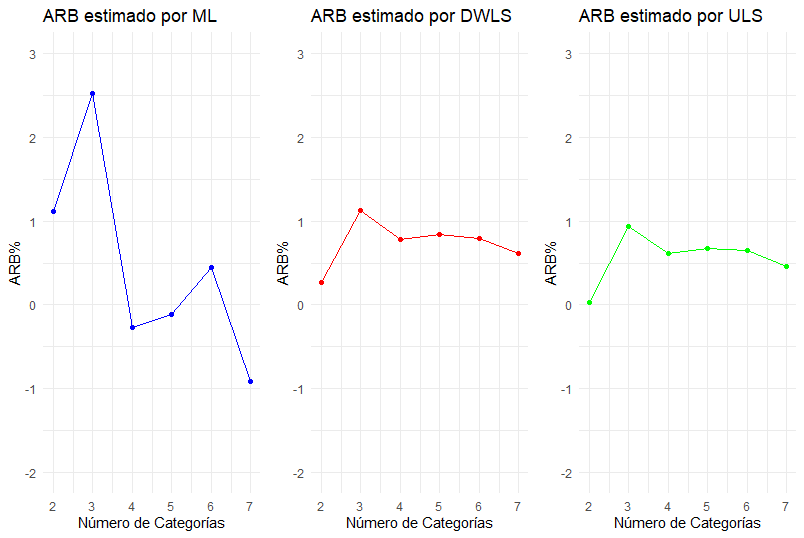 ARB estimado por ML
ARB%
3
2
1
0
-1
-2
2 3 4 5 6 7
Número de Categorías
ARB estimado por DWLS
ARB%
3
2
1
0
-1
-2
2 3 4 5 6 7
Número de Categorías
ARB estimado por ULS
ARB%
3
2
1
0
-1
-2
2 3 4 5 6 7
Número de Categorías